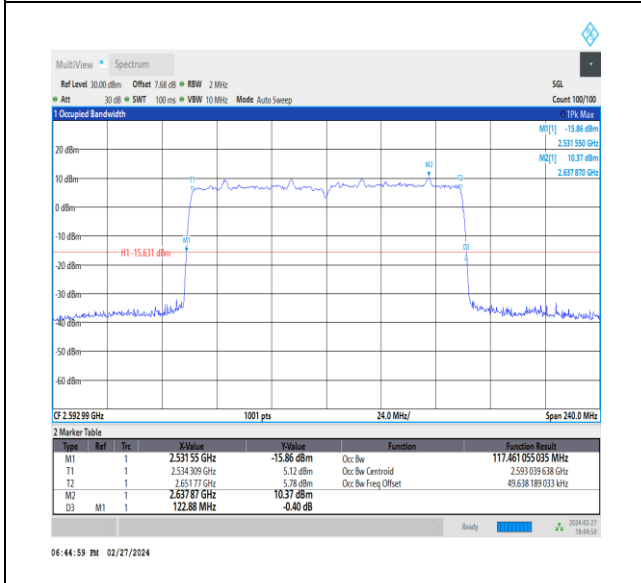 MultiView Spectrum
Ref Level 30.00 dBm Offset 7.68 dB RBW 2 MHz SGL
Att 30 dB SWT 100 ms VBW 10 MHz Mode Auto Sweep Count 100/100
1 Occupied Bandwidth 1Pk Max
M1[1] -15.86 dBm
2.531 550 GHz
M2[1] 10.37 dBm
2.637 870 GHz
20 dBm
10 dBm
0 dBm
-10 dBm
-20 dBm
-30 dBm
-40 dBm
-50 dBm
-60 dBm
T1
M2
T2
M1
D3
H1 -15.631 dBm
CF 2.592 99 GHz 1001 pts 24.0 MHz/ Span 240.0 MHz
2 Marker Table
Type Ref Trc X-Value Y-Value Function Function Result
M1 1 2.531 55 GHz -15.86 dBm Occ Bw 117.461 055 035 MHz
T1 1 2.534 309 GHz 5.12 dBm Occ Bw Centroid 2.593 039 638 GHz
T2 1 2.651 77 GHz 5.78 dBm Occ Bw Freq Offset 49.638 189 033 kHz
M2 1 2.637 87 GHz 10.37 dBm
D3 M1 1 122.88 MHz -0.40 dB
Ready 2024-02-27
18:44:59
06:44:59 PM 02/27/2024